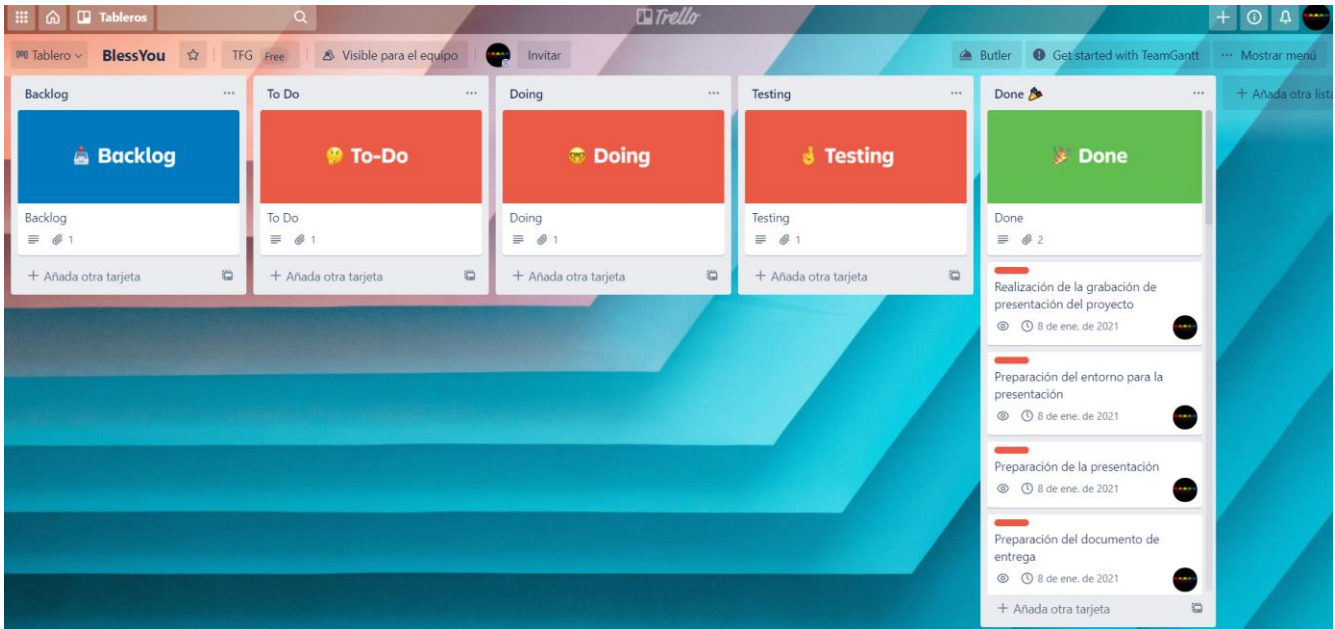 Tableros
Trello
Tablero
BlessYou
TFG Free
Visible para el equipo
Invitar
Butler
Get started with TeamGantt
··· Mostrar menú
Backlog ···
Backlog
Backlog
1
+ Añada otra tarjeta
To Do ···
🤔 To-Do
To Do
1
+ Añada otra tarjeta
Doing ···
🤓 Doing
Doing
1
+ Añada otra tarjeta
Testing ···
🤞 Testing
Testing
1
+ Añada otra tarjeta
Done ···
🎉 Done
Done
2
Realización de la grabación de
presentación del proyecto
8 de ene. de 2021
Preparación del entorno para la
presentación
8 de ene. de 2021
Preparación de la presentación
8 de ene. de 2021
Preparación del documento de
entrega
8 de ene. de 2021
+ Añada otra tarjeta
+ Añada otra lista